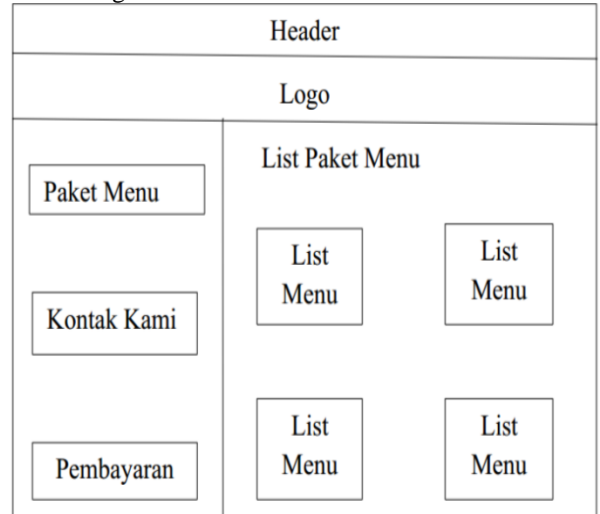 Header
Logo
List Paket Menu
Paket Menu
List
Menu
List
Menu
Kontak Kami
List
Menu
List
Menu
Pembayaran